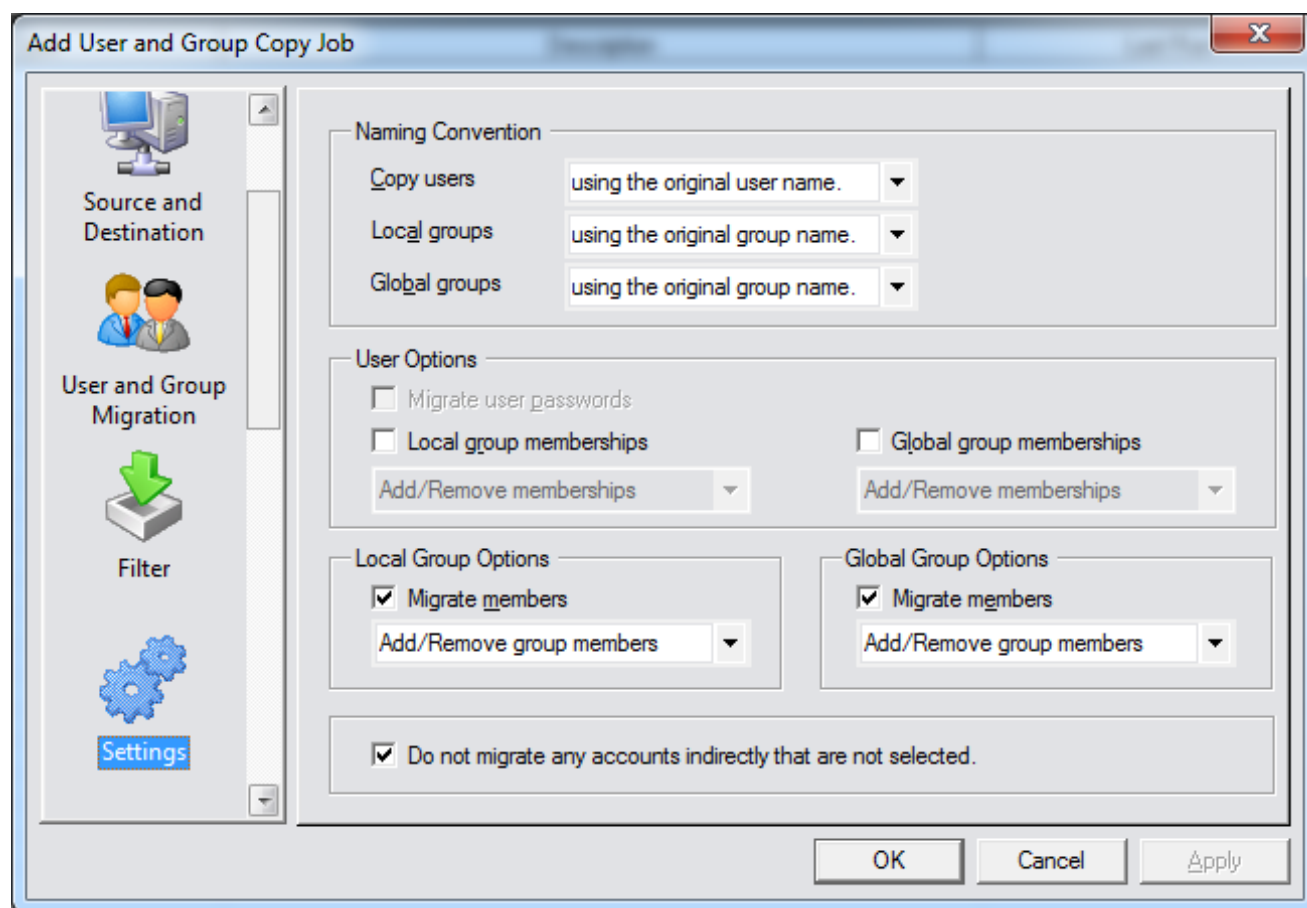 Add User and Group Copy Job
Description
Source and
Destination
User and Group
Migration
Filter
Settings
Naming Convention
Copy users
using the original user name.
Local groups
using the original group name.
Global groups
using the original group name.
User Options
Migrate user passwords
Local group memberships
Global group memberships
Add/Remove memberships
Add/Remove memberships
Local Group Options
Global Group Options
Migrate members
Migrate members
Add/Remove group members
Add/Remove group members
Do not migrate any accounts indirectly that are not selected.
OK
Cancel
Apply